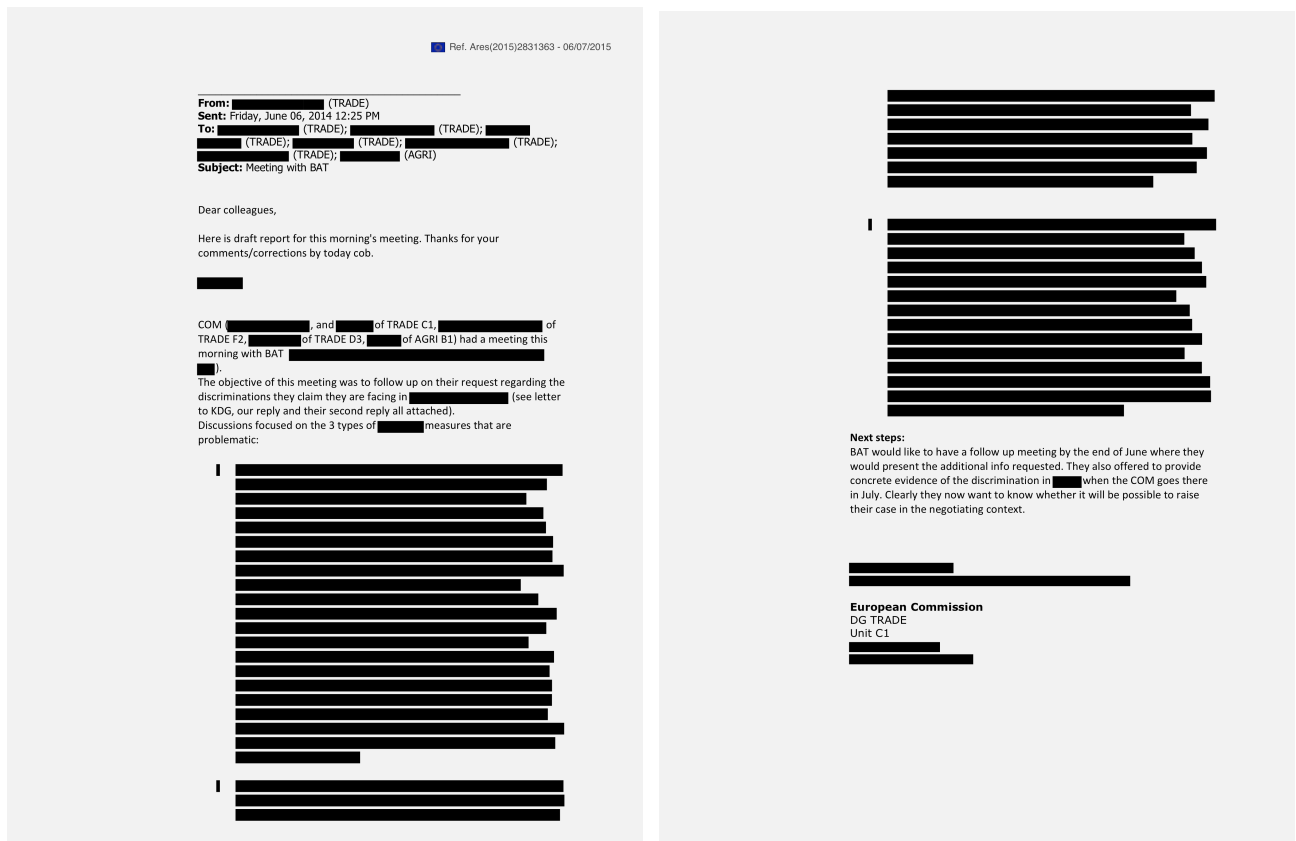 Ref. Ares(2015)2831363 - 06/07/2015
From: (TRADE)
Sent: Friday, June 06, 2014 12:25 PM
To: (TRADE); (TRADE);
(TRADE); (TRADE); (TRADE);
(TRADE); (AGRI)
Subject: Meeting with BAT
Dear colleagues,
Here is draft report for this morning's meeting. Thanks for your
comments/corrections by today cob.
COM ( , and of TRADE C1, of
TRADE F2, of TRADE D3, of AGRI B1) had a meeting this
morning with BAT
).
The objective of this meeting was to follow up on their request regarding the
discriminations they claim they are facing in (see letter
to KDG, our reply and their second reply all attached).
Discussions focused on the 3 types of measures that are
problematic:
Next steps:
BAT would like to have a follow up meeting by the end of June where they
would present the additional info requested. They also offered to provide
concrete evidence of the discrimination in when the COM goes there
in July. Clearly they now want to know whether it will be possible to raise
their case in the negotiating context.
European Commission
DG TRADE
Unit C1